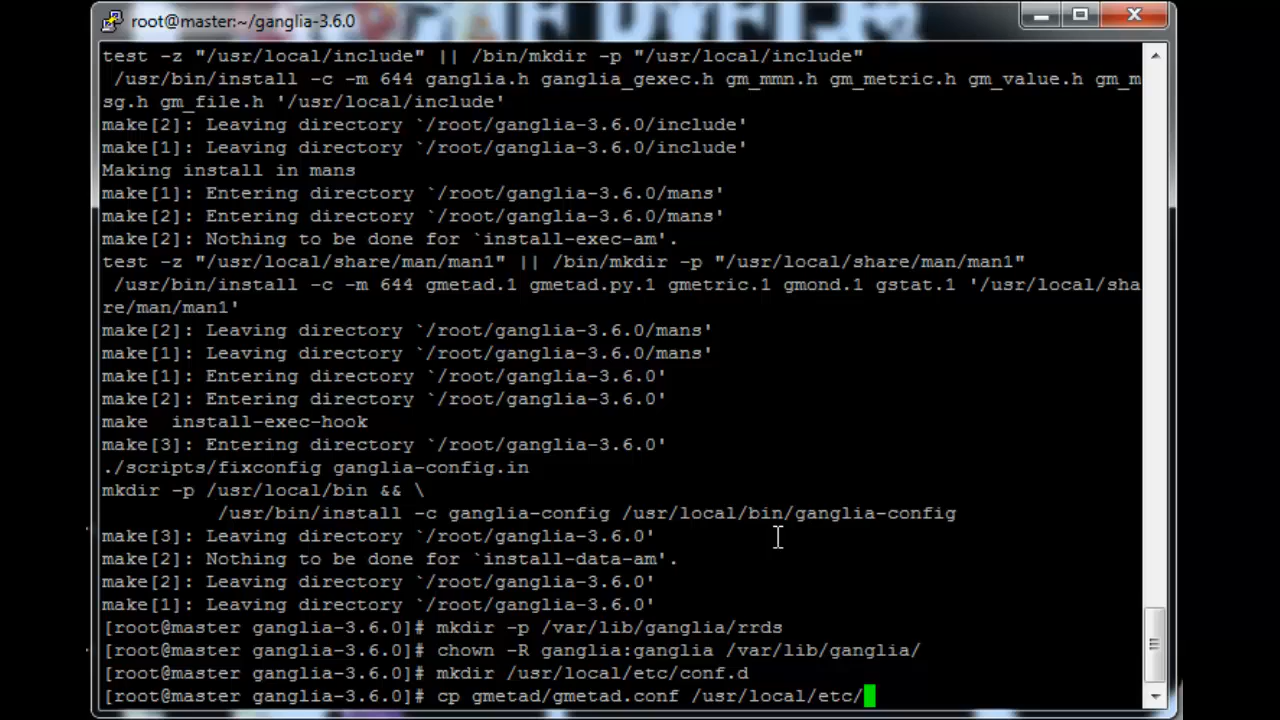 root@master:~/ganglia-3.6.0
test -z "/usr/local/include" || /bin/mkdir -p "/usr/local/include"
 /usr/bin/install -c -m 644 ganglia.h ganglia_gexec.h gm_mmn.h gm_metric.h gm_value.h gm_m
sg.h gm_file.h '/usr/local/include'
make[2]: Leaving directory `/root/ganglia-3.6.0/include'
make[1]: Leaving directory `/root/ganglia-3.6.0/include'
Making install in mans
make[1]: Entering directory `/root/ganglia-3.6.0/mans'
make[2]: Entering directory `/root/ganglia-3.6.0/mans'
make[2]: Nothing to be done for `install-exec-am'.
test -z "/usr/local/share/man/man1" || /bin/mkdir -p "/usr/local/share/man/man1"
 /usr/bin/install -c -m 644 gmetad.1 gmetad.py.1 gmetric.1 gmond.1 gstat.1 '/usr/local/sha
re/man/man1'
make[2]: Leaving directory `/root/ganglia-3.6.0/mans'
make[1]: Leaving directory `/root/ganglia-3.6.0/mans'
make[1]: Entering directory `/root/ganglia-3.6.0'
make[2]: Entering directory `/root/ganglia-3.6.0'
make  install-exec-hook
make[3]: Entering directory `/root/ganglia-3.6.0'
./scripts/fixconfig ganglia-config.in
mkdir -p /usr/local/bin && \
          /usr/bin/install -c ganglia-config /usr/local/bin/ganglia-config
make[3]: Leaving directory `/root/ganglia-3.6.0'
make[2]: Nothing to be done for `install-data-am'.
make[2]: Leaving directory `/root/ganglia-3.6.0'
make[1]: Leaving directory `/root/ganglia-3.6.0'
[root@master ganglia-3.6.0]# mkdir -p /var/lib/ganglia/rrds
[root@master ganglia-3.6.0]# chown -R ganglia:ganglia /var/lib/ganglia/
[root@master ganglia-3.6.0]# mkdir /usr/local/etc/conf.d
[root@master ganglia-3.6.0]# cp gmetad/gmetad.conf /usr/local/etc/